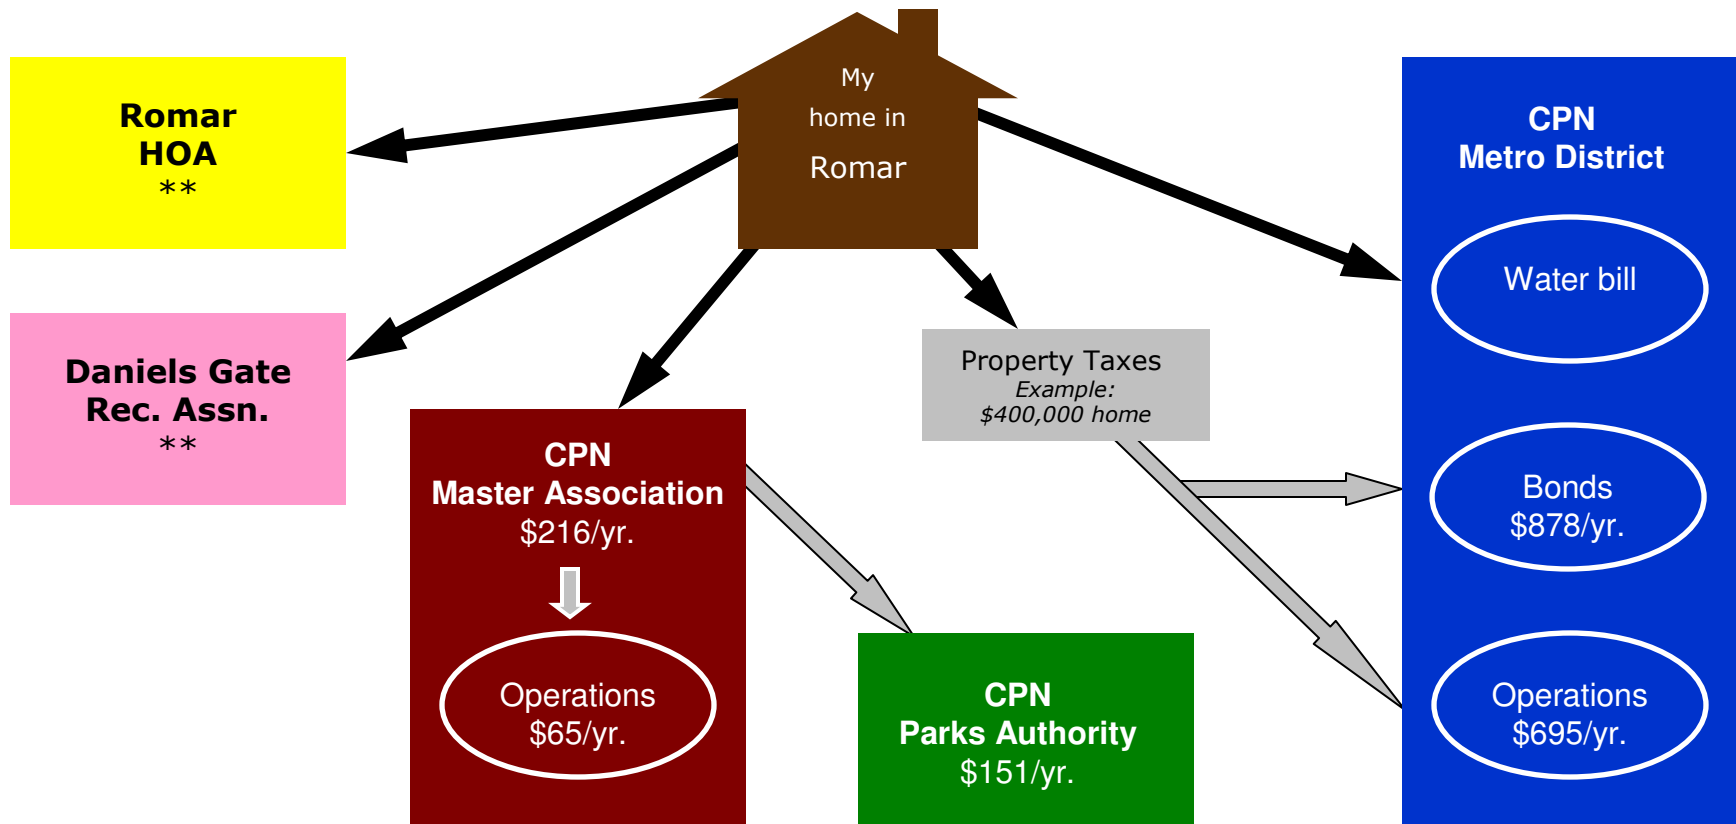 My
home in
Romar
Romar
HOA
**
Daniels Gate
Rec. Assn.
**
CPN
Master Association
$216/yr.
Operations
$65/yr.
Property Taxes
Example:
$400,000 home
CPN
Parks Authority
$151/yr.
CPN
Metro District
Water bill
Bonds
$878/yr.
Operations
$695/yr.